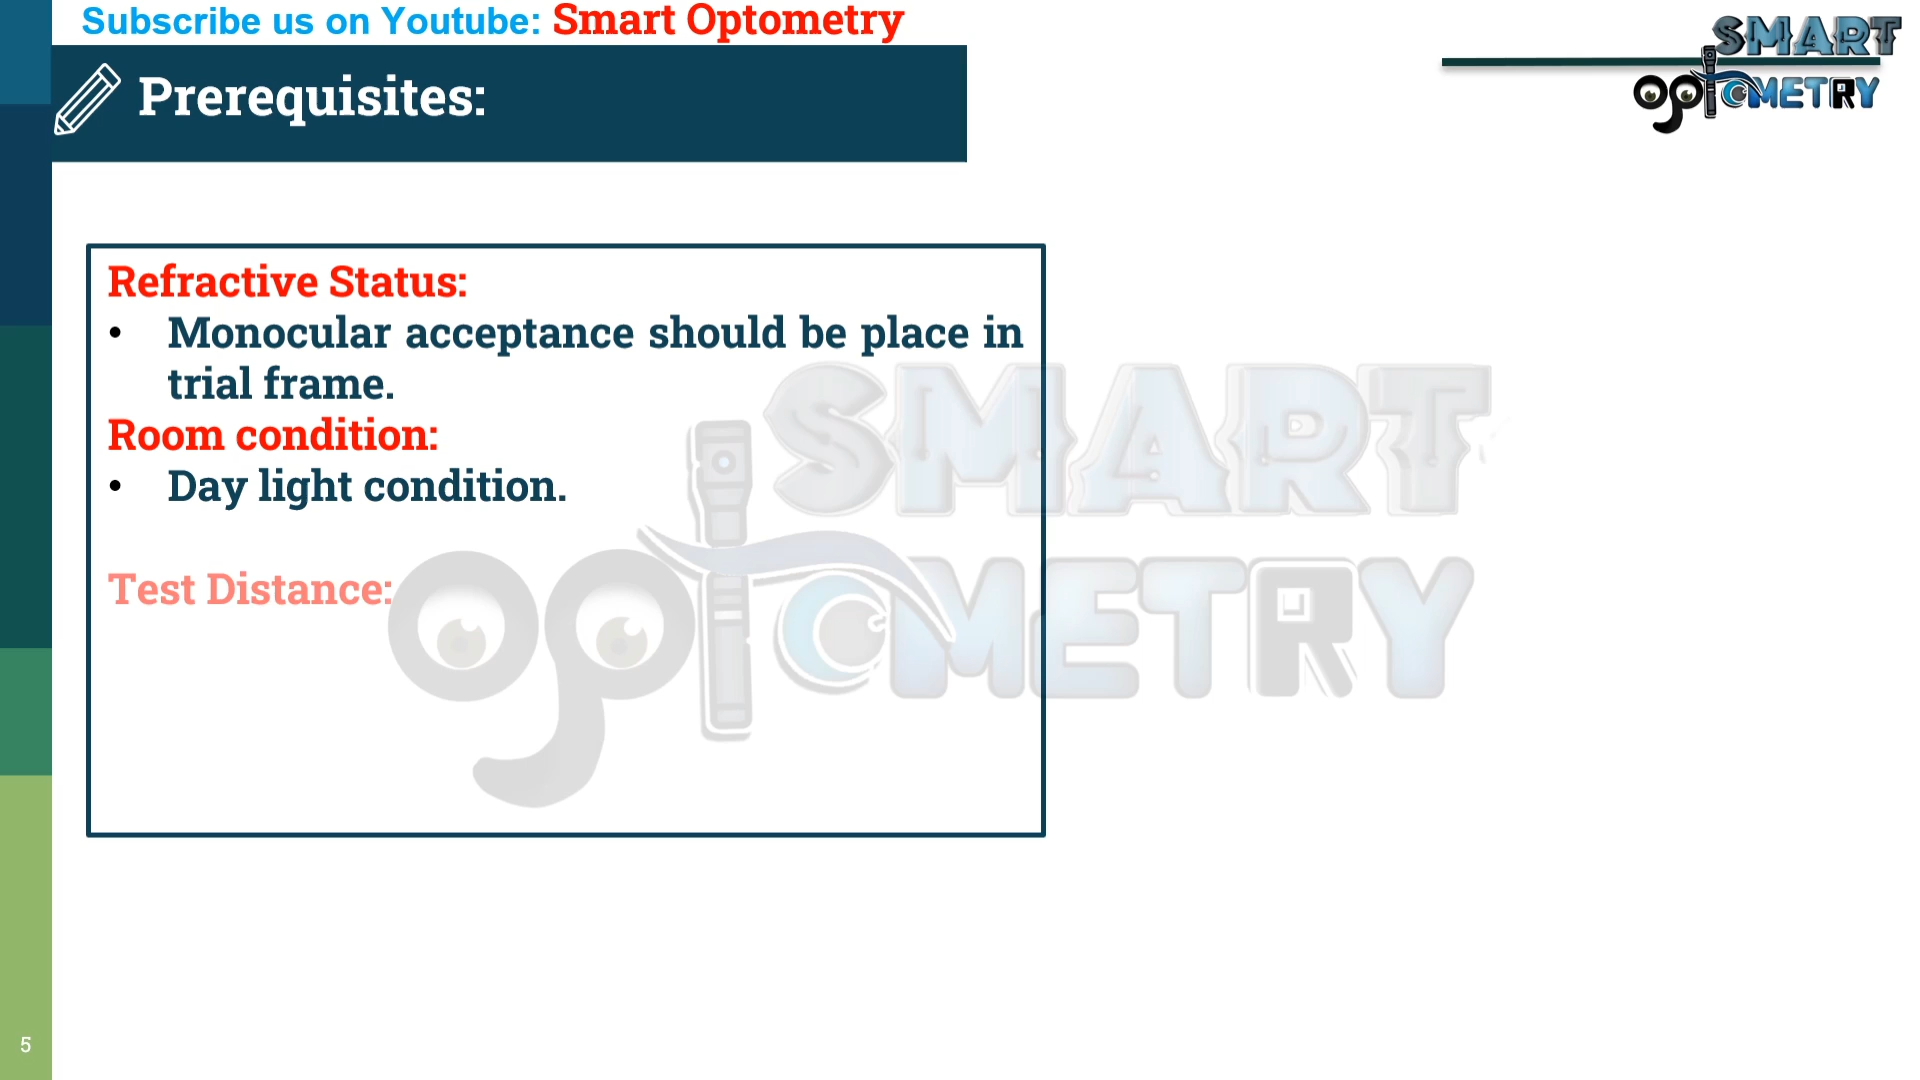 Subscribe us on Youtube: Smart Optometry
SMART
OptOMETRY
Prerequisites:
Refractive Status:
• Monocular acceptance should be place in
trial frame.
Room condition:
• Day light condition.
Test Distance:
SMART
OptOMETRY
5